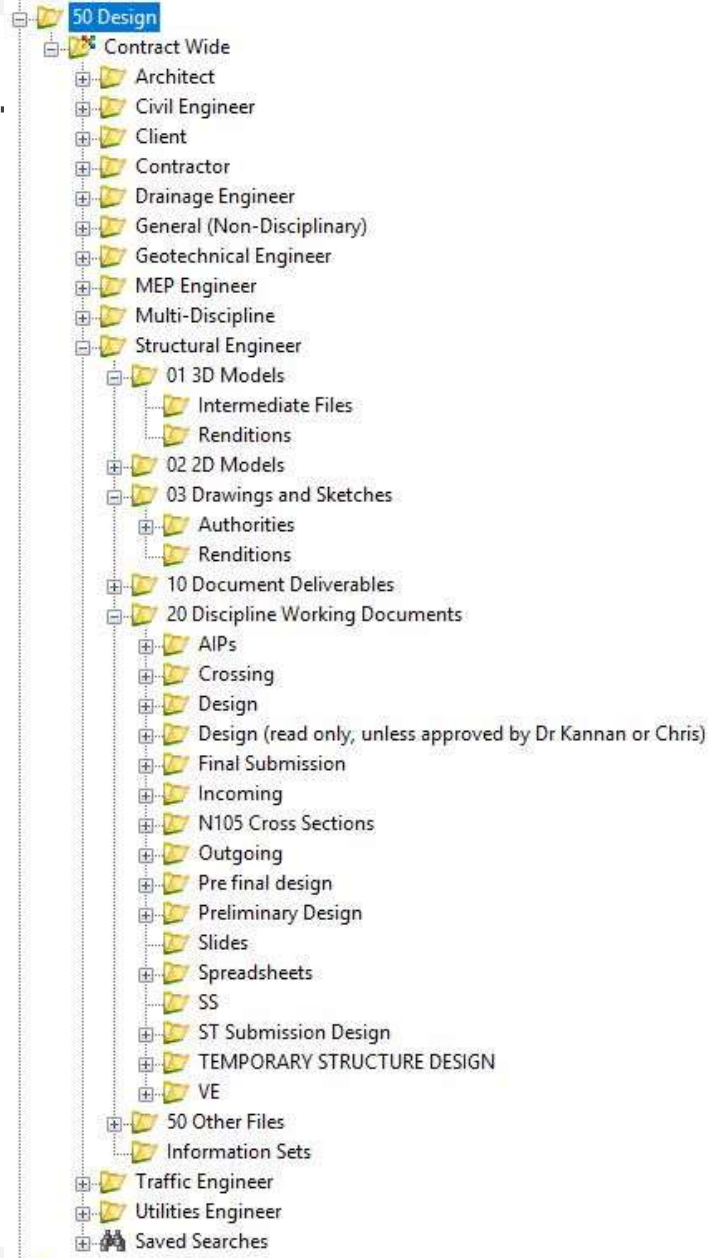 50 Design
Contract Wide
Architect
Civil Engineer
Client
Contractor
Drainage Engineer
General (Non-Disciplinary)
Geotechnical Engineer
MEP Engineer
Multi-Discipline
Structural Engineer
01 3D Models
Intermediate Files
Renditions
02 2D Models
03 Drawings and Sketches
Authorities
Renditions
10 Document Deliverables
20 Discipline Working Documents
AIPs
Crossing
Design
Design (read only, unless approved by Dr Kannan or Chris)
Final Submission
Incoming
N105 Cross Sections
Outgoing
Pre final design
Preliminary Design
Slides
Spreadsheets
SS
ST Submission Design
TEMPORARY STRUCTURE DESIGN
VE
50 Other Files
Information Sets
Traffic Engineer
Utilities Engineer
Saved Searches